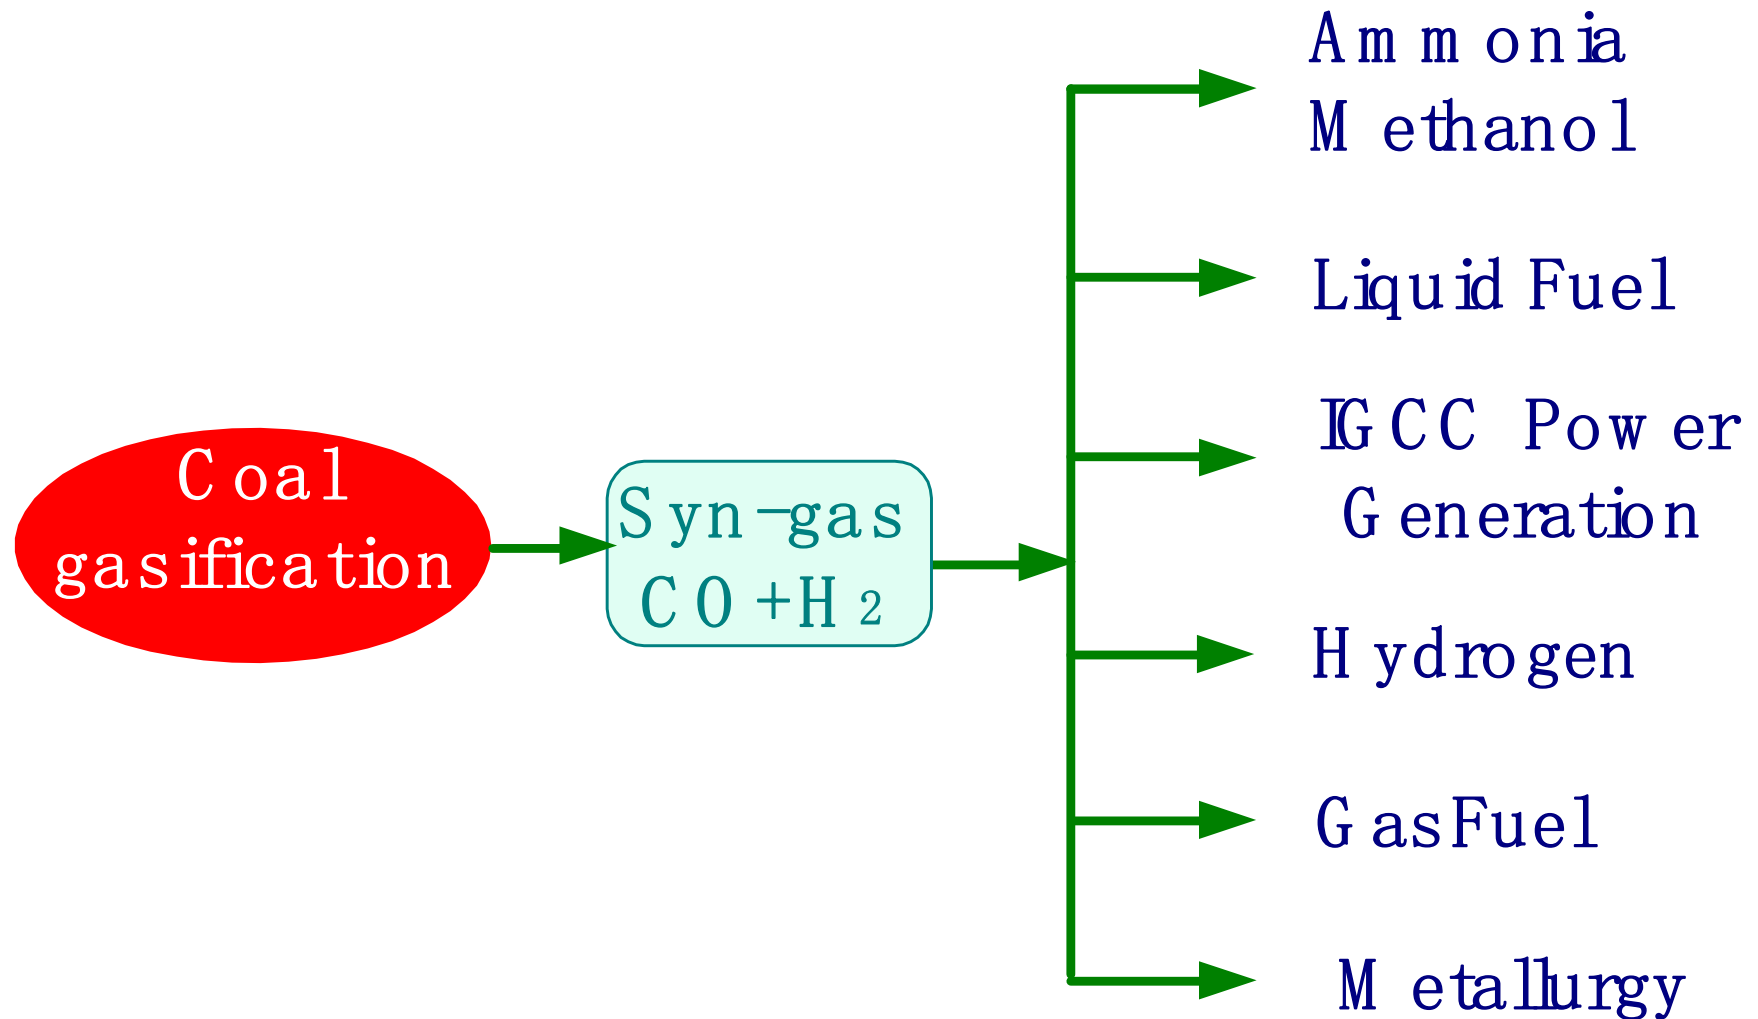 Coal
gasification
Syn-gas
CO+H2
Ammonia
Methanol
Liquid Fuel
IGCC Power
Generation
Hydrogen
GasFuel
Metallurgy